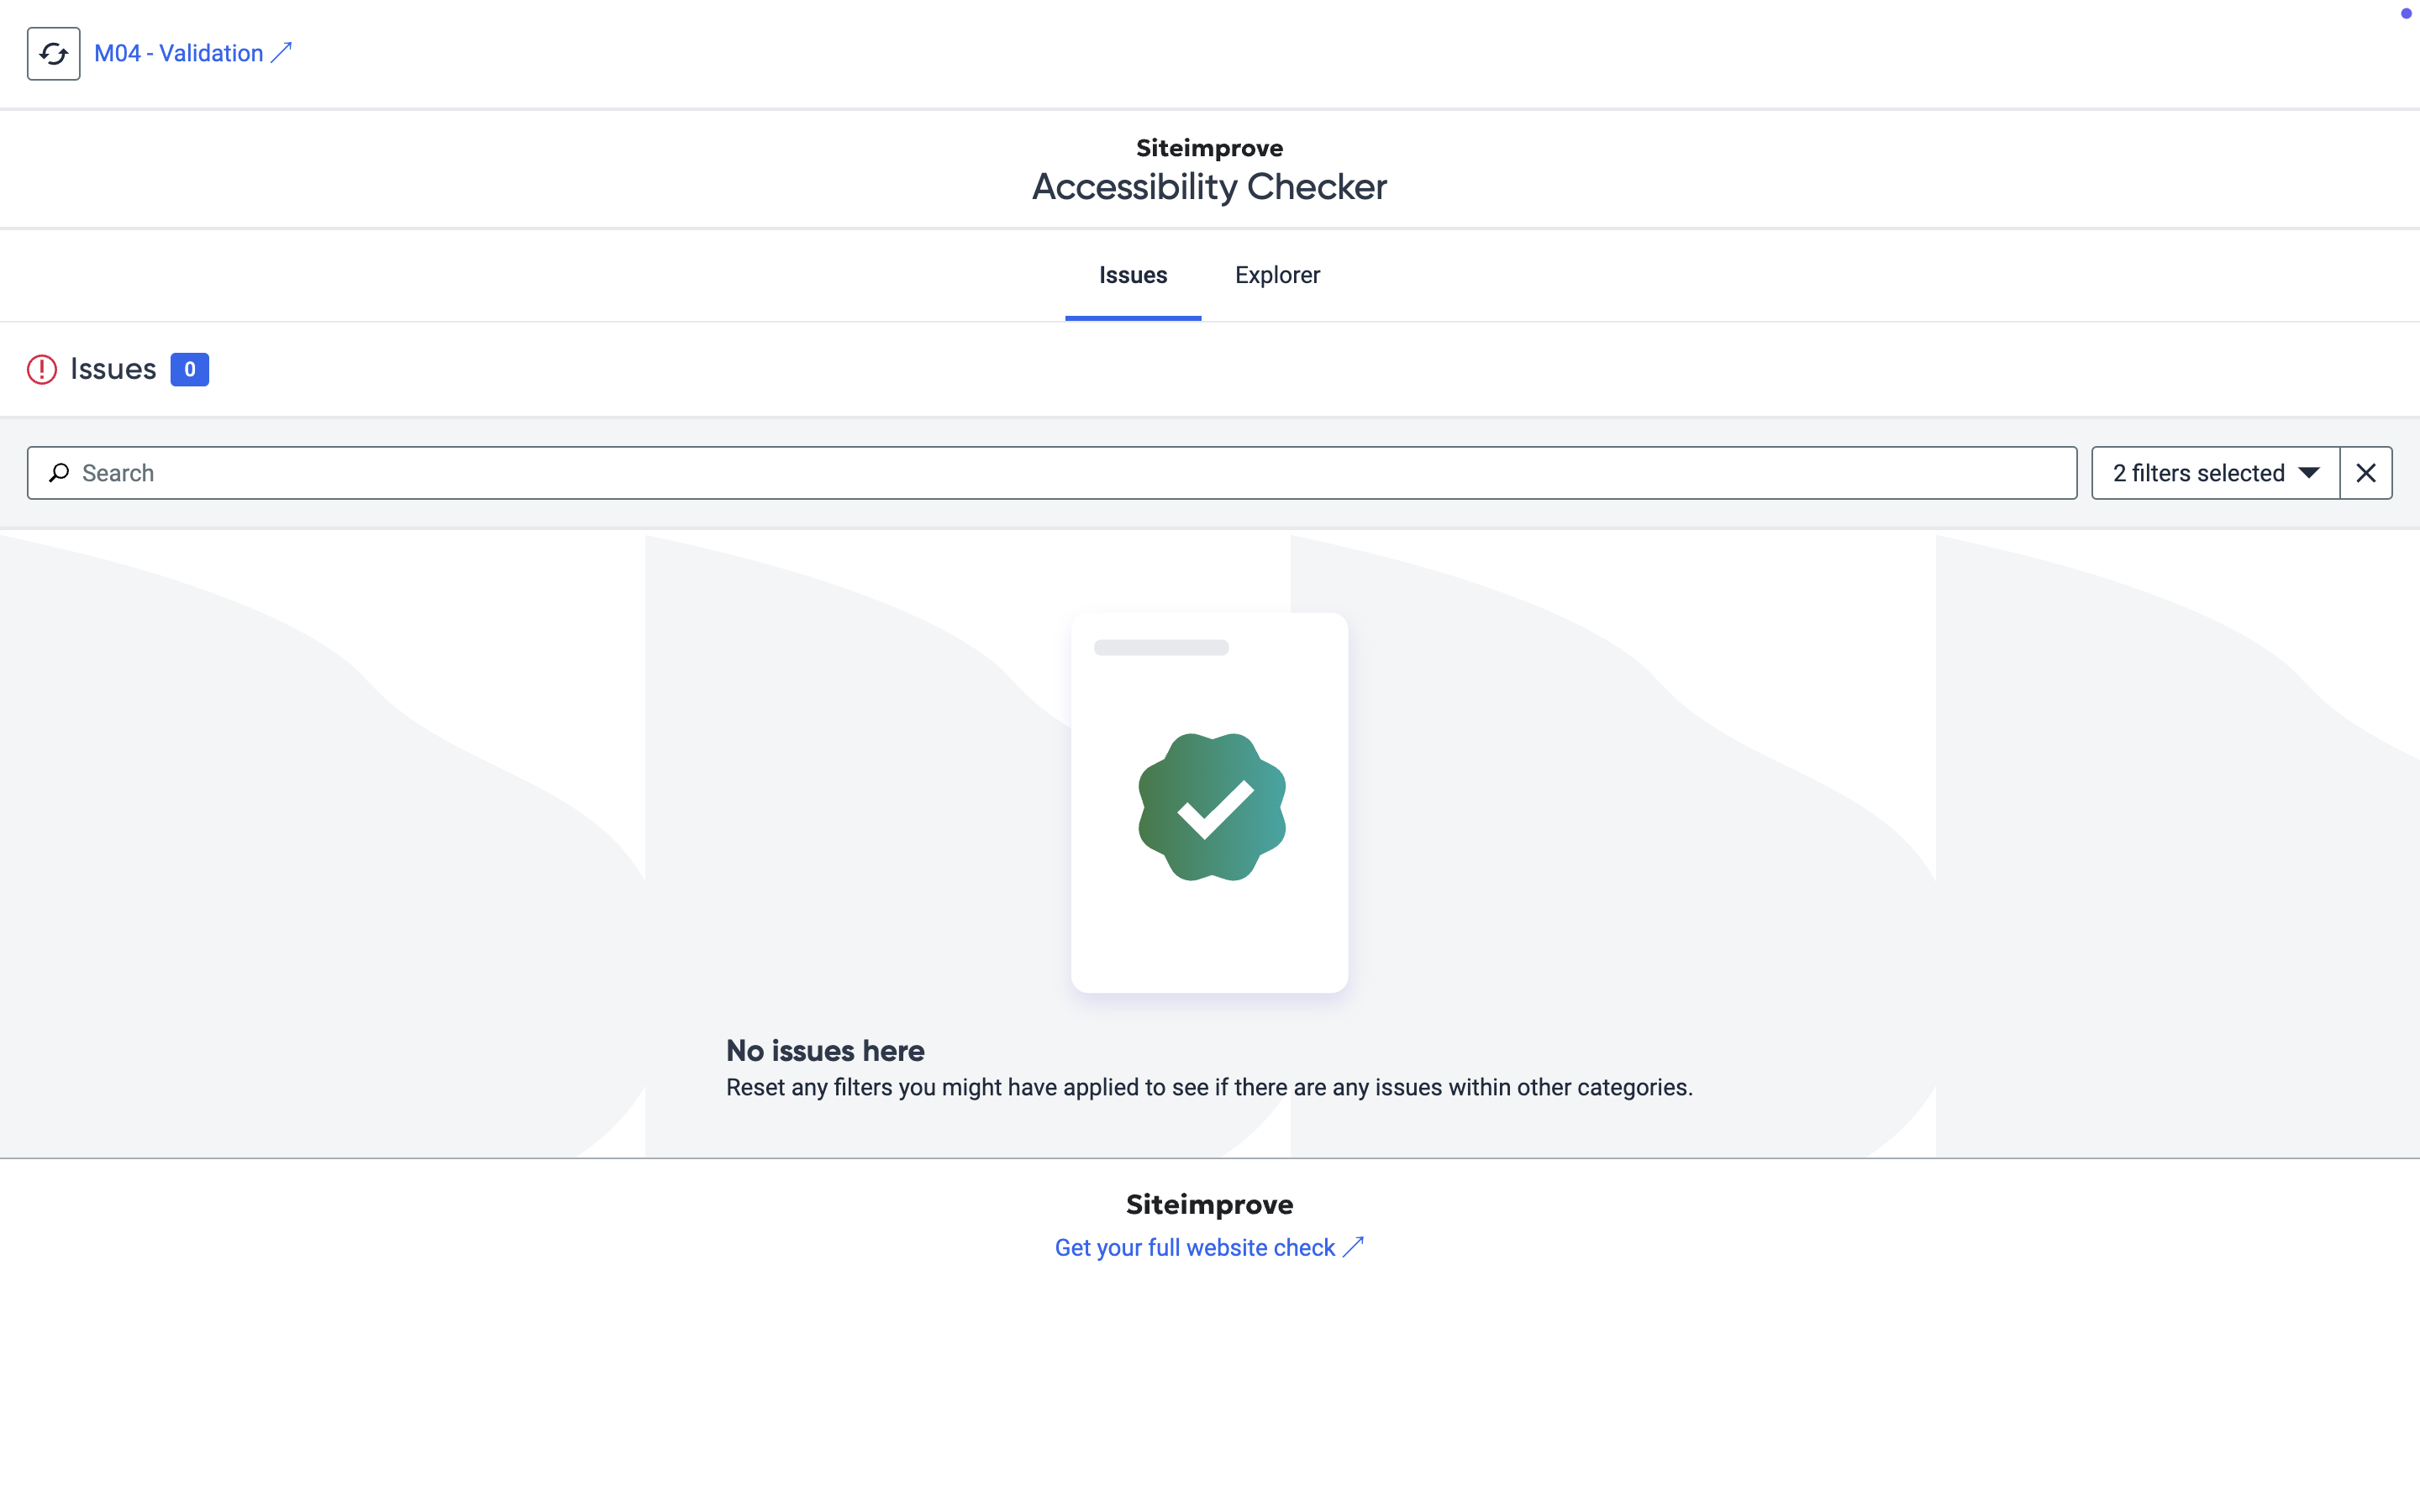 M04 - Validation
Siteimprove
Accessibility Checker
Issues
Explorer
Issues 0
Search
2 filters selected
No issues here
Reset any filters you might have applied to see if there are any issues within other categories.
Siteimprove
Get your full website check